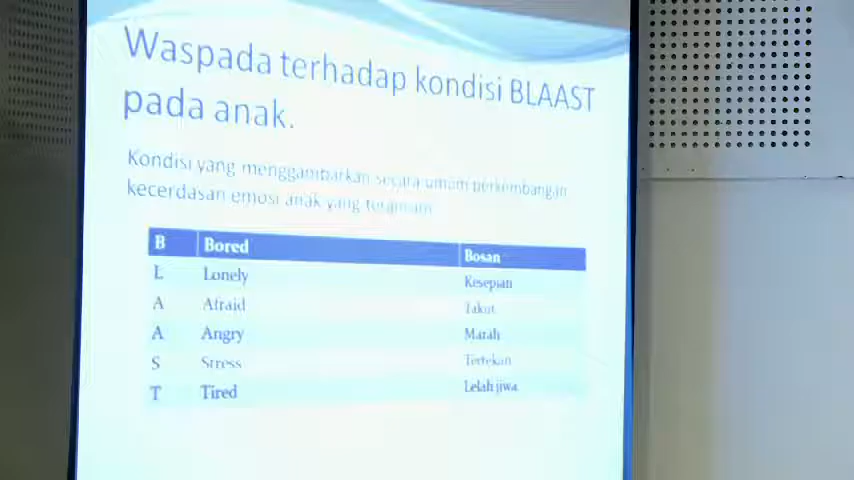 Waspada terhadap kondisi BLAAST
pada anak.
Kondisi yang menggambarkan secara umum perkembangan
kecerdasan emosi anak yang
B Bored Bosan
L Lonely Kesepian
A Afraid Takut
A Angry Marah
S Stress Tertekan
T Tired Lelah jiwa